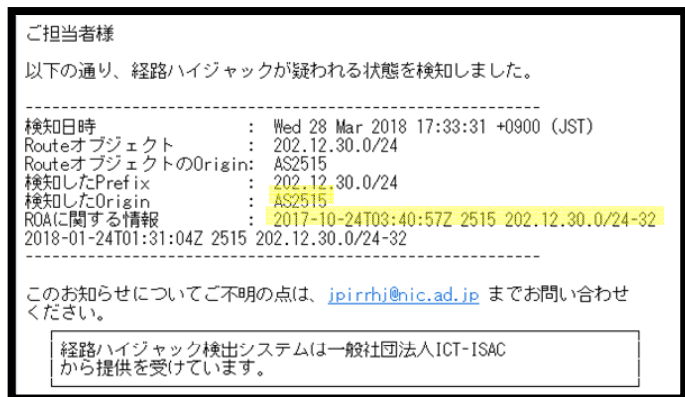 ご担当者様
以下の通り、経路ハイジャックが疑われる状態を検知しました。
------------------------------------------------------
検知日時 : Wed 28 Mar 2018 17:33:31 +0900 (JST)
Routeオブジェクト : 202.12.30.0/24
RouteオブジェクトのOrigin: AS2515
検知したPrefix : 202.12.30.0/24
検知したOrigin : AS2515
ROAに関する情報 : 2017-10-24T03:40:57Z 2515 202.12.30.0/24-32
2018-01-24T01:31:04Z 2515 202.12.30.0/24-32
------------------------------------------------------
このお知らせについてご不明の点は、 jpirrhj@nic.ad.jp までお問い合わせ
ください。
経路ハイジャック検出システムは一般社団法人ICT-ISAC
から提供を受けています。